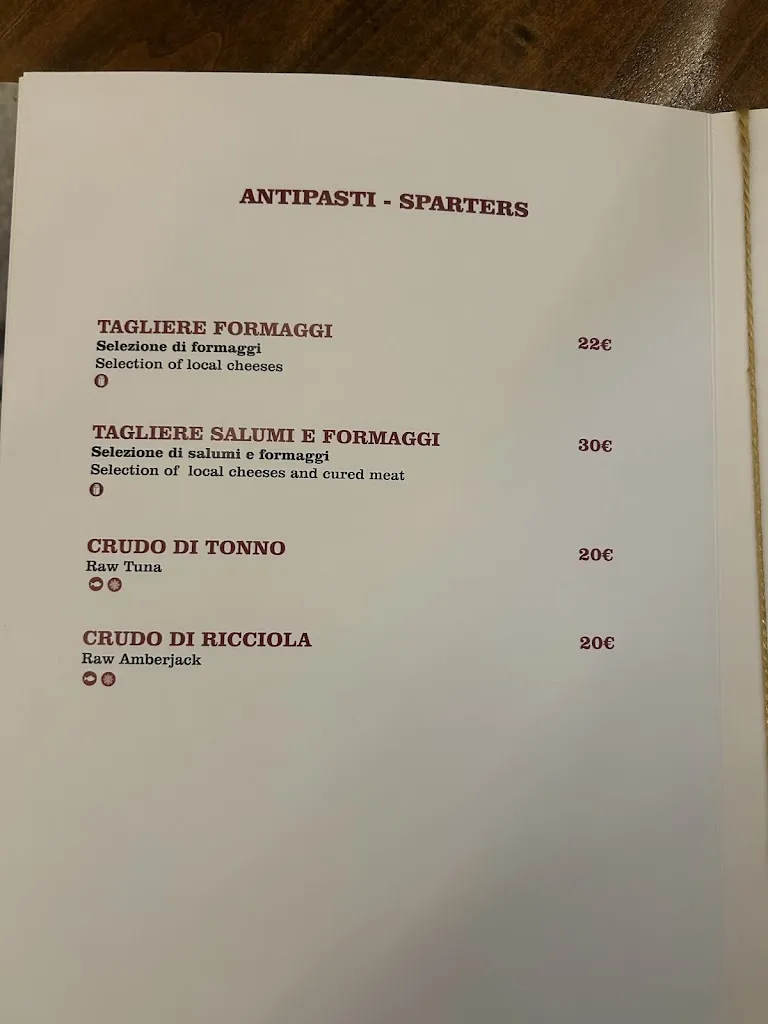 ANTIPASTI - SPARTERS
TAGLIERE FORMAGGI
22€
Selezione di formaggi
Selection of local cheeses
TAGLIERE SALUMI E FORMAGGI
30€
Selezione di salumi e formaggi
Selection of local cheeses and cured meat
CRUDO DI TONNO
20€
Raw Tuna
CRUDO DI RICCIOLA
20€
Raw Amberjack